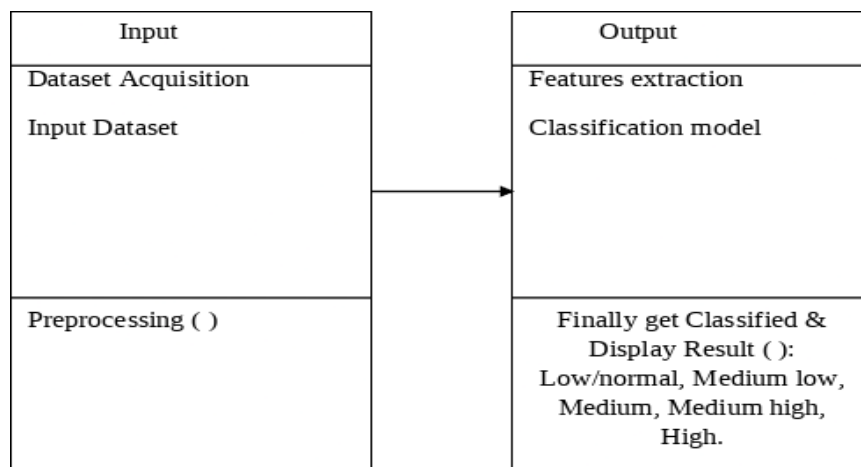 Input
Dataset Acquisition
Input Dataset
Preprocessing ( )
Output
Features extraction
Classification model
Finally get Classified &
Display Result ( ):
Low/normal, Medium low,
Medium, Medium high,
High.